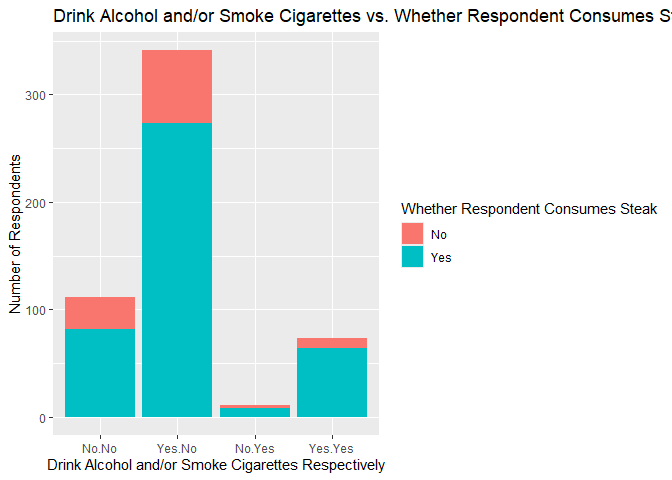 Drink Alcohol and/or Smoke Cigarettes vs. Whether Respondent Consumes St
Number of Respondents
300
200
100
0
No.No
Yes.No
No.Yes
Yes.Yes
Drink Alcohol and/or Smoke Cigarettes Respectively
Whether Respondent Consumes Steak
No
Yes